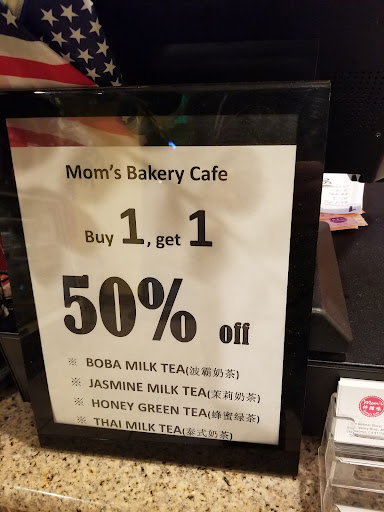 Mom's Bakery Cafe
Buy 1, get 1
50% off
※ BOBA MILK TEA(波霸奶茶)
※ JASMINE MILK TEA(茉莉奶茶)
※ HONEY GREEN TEA(蜂蜜绿茶)
※ THAI MILK TEA(泰式奶茶)